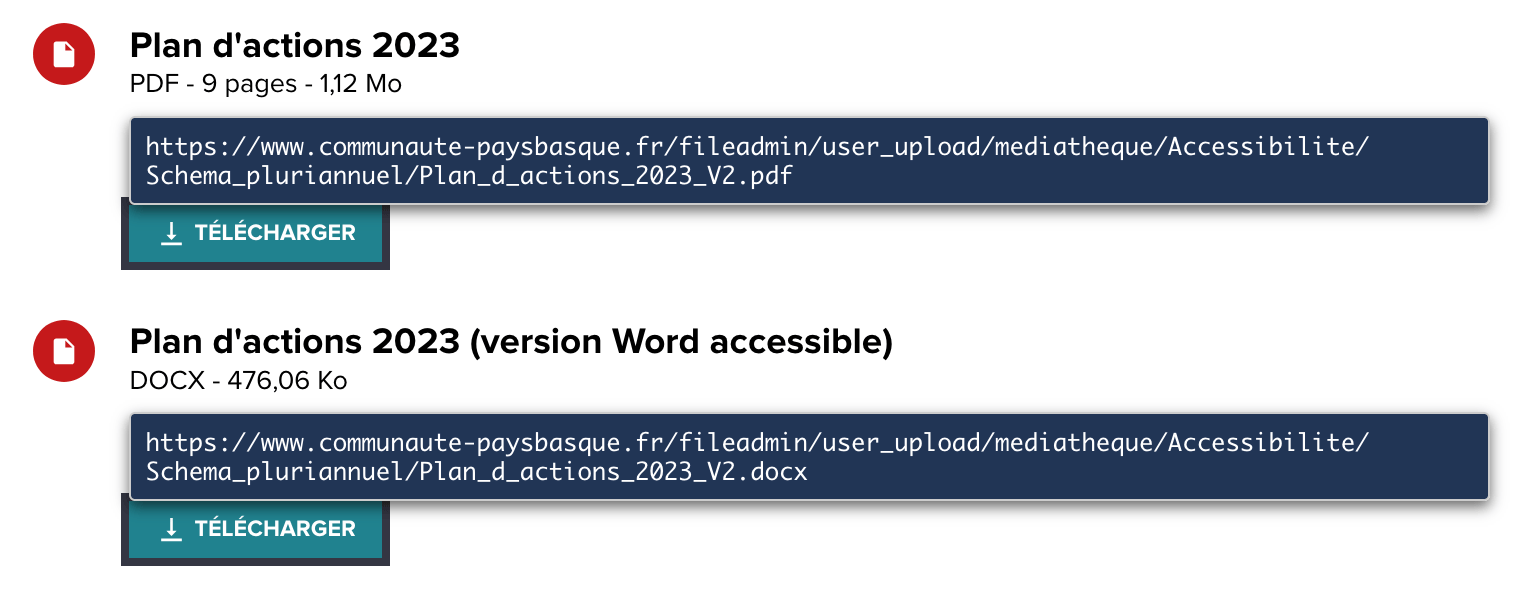 Plan d'actions 2023
PDF - 9 pages - 1,12 Mo
https://www.communaute-paysbasque.fr/fileadmin/user_upload/mediatheque/Accessibilite/
Schema_pluriannuel/Plan_d_actions_2023_V2.pdf
TÉLÉCHARGER
Plan d'actions 2023 (version Word accessible)
DOCX - 476,06 Ko
https://www.communaute-paysbasque.fr/fileadmin/user_upload/mediatheque/Accessibilite/
Schema_pluriannuel/Plan_d_actions_2023_V2.docx
TÉLÉCHARGER